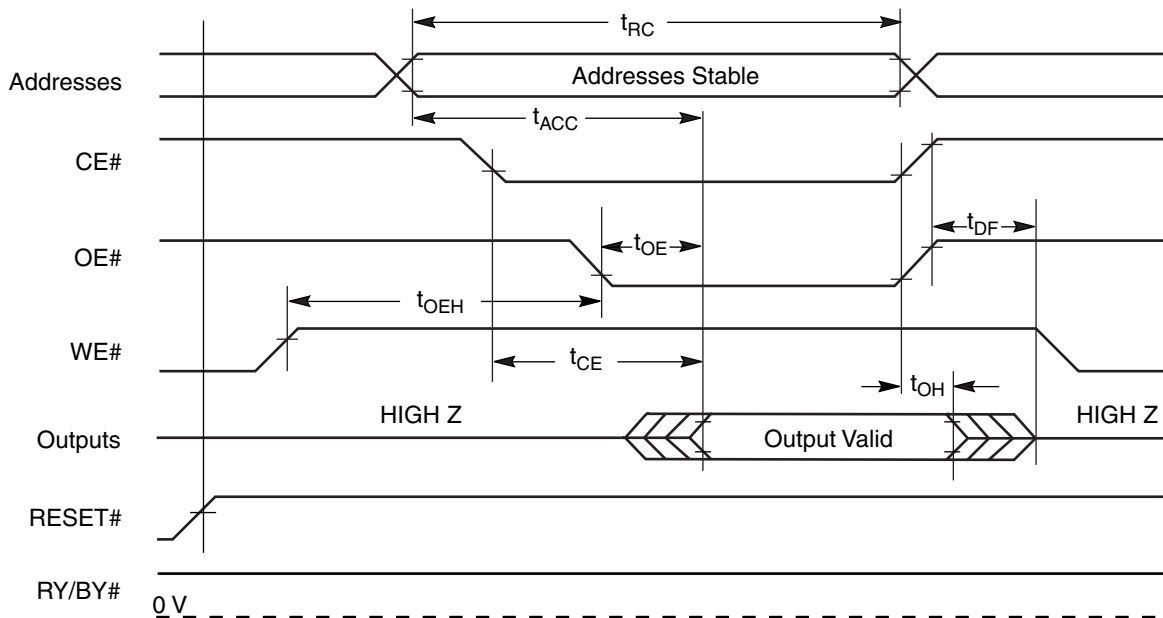 tRC
Addresses
Addresses Stable
tACC
CE#
tDF
OE#
tOE
tOEH
WE#
tCE
tOH
HIGH Z
HIGH Z
Outputs
Output Valid
RESET#
RY/BY#
0 V